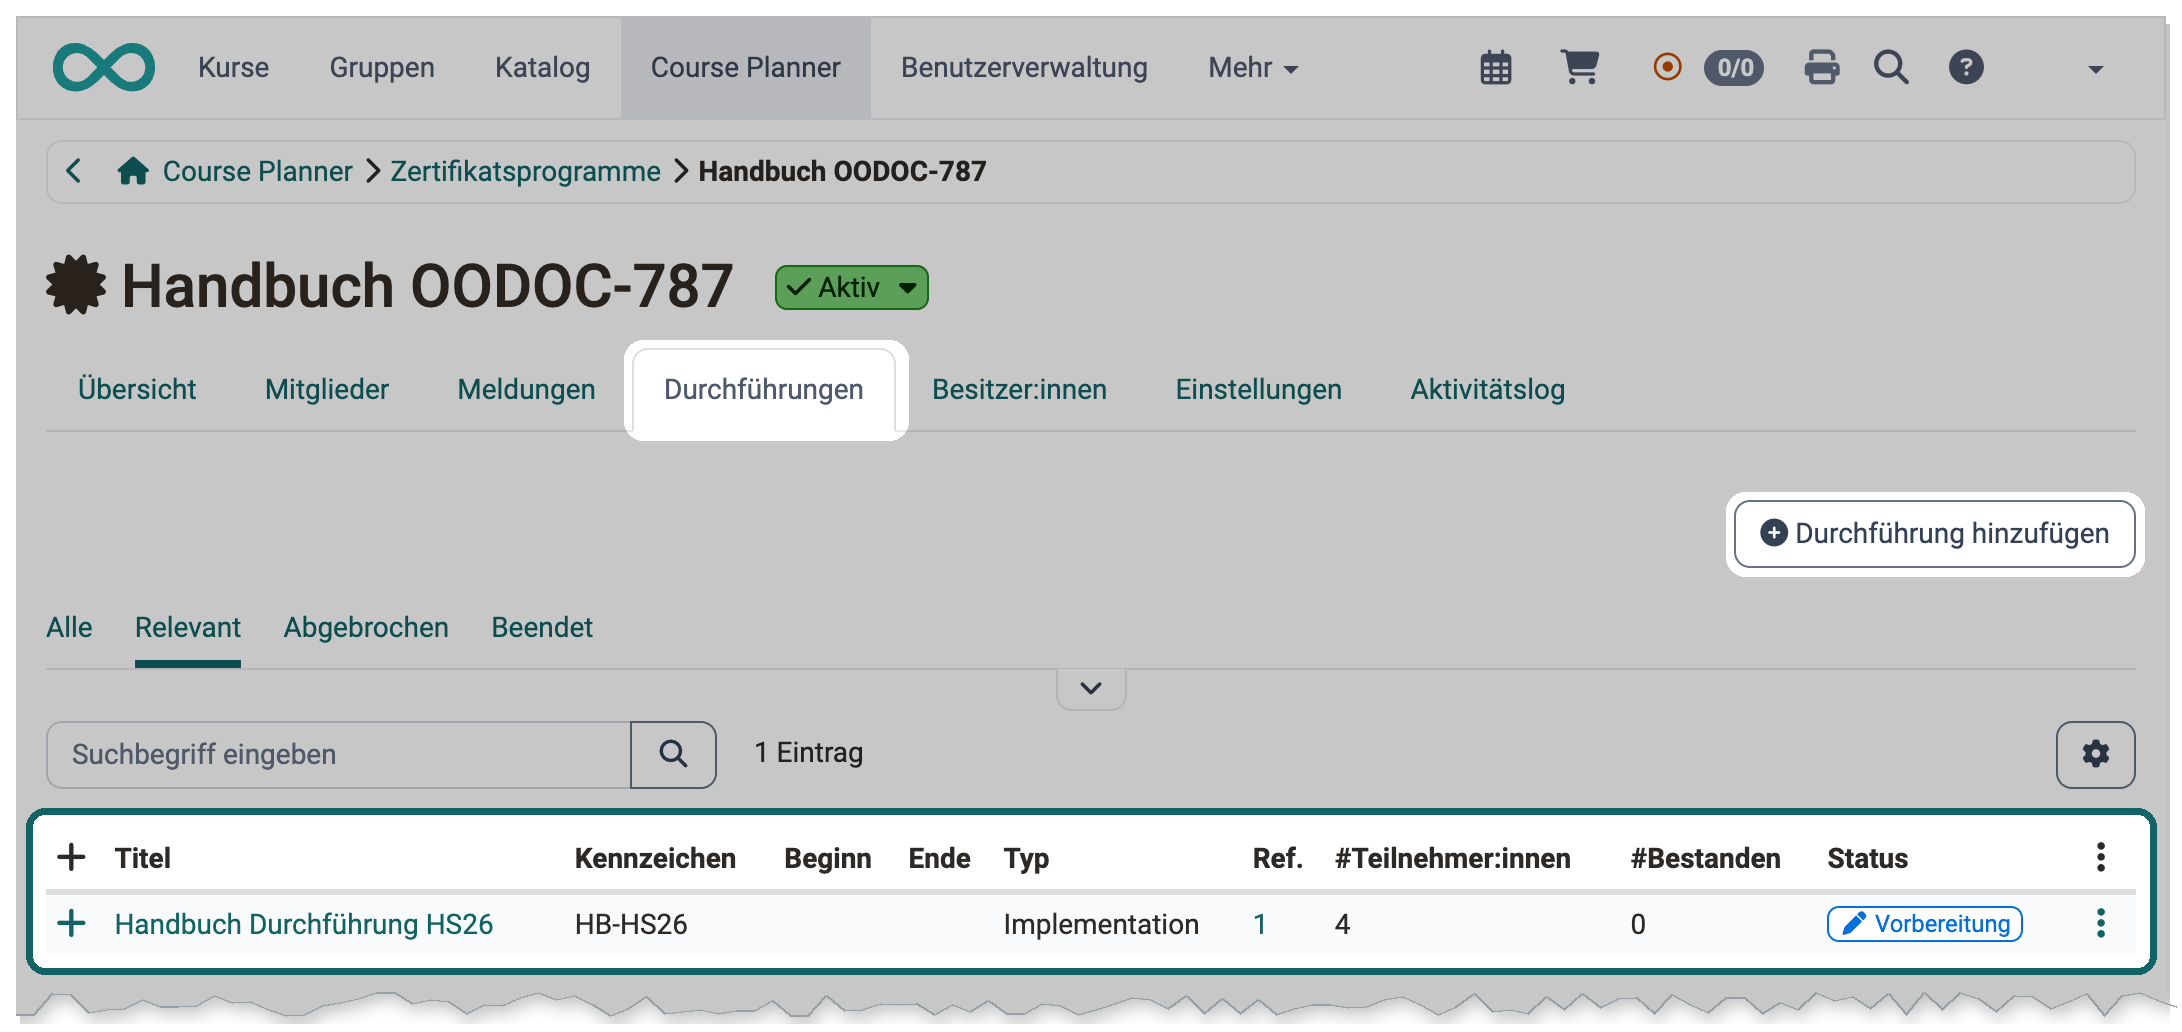 Kurse Gruppen Katalog Course Planner Benutzerverwaltung Mehr 0/0 ?
Course Planner Zertifikatsprogramme Handbuch OODOC-787
Handbuch OODOC-787 Aktiv
Übersicht Mitglieder Meldungen Durchführungen Besitzer:innen Einstellungen Aktivitätslog
Durchführung hinzufügen
Alle Relevant Abgebrochen Beendet
Suchbegriff eingeben 1 Eintrag
Titel Kennzeichen Beginn Ende Typ Ref. #Teilnehmer:innen #Bestanden Status
Handbuch Durchführung HS26 HB-HS26 Implementation 1 4 0 Vorbereitung